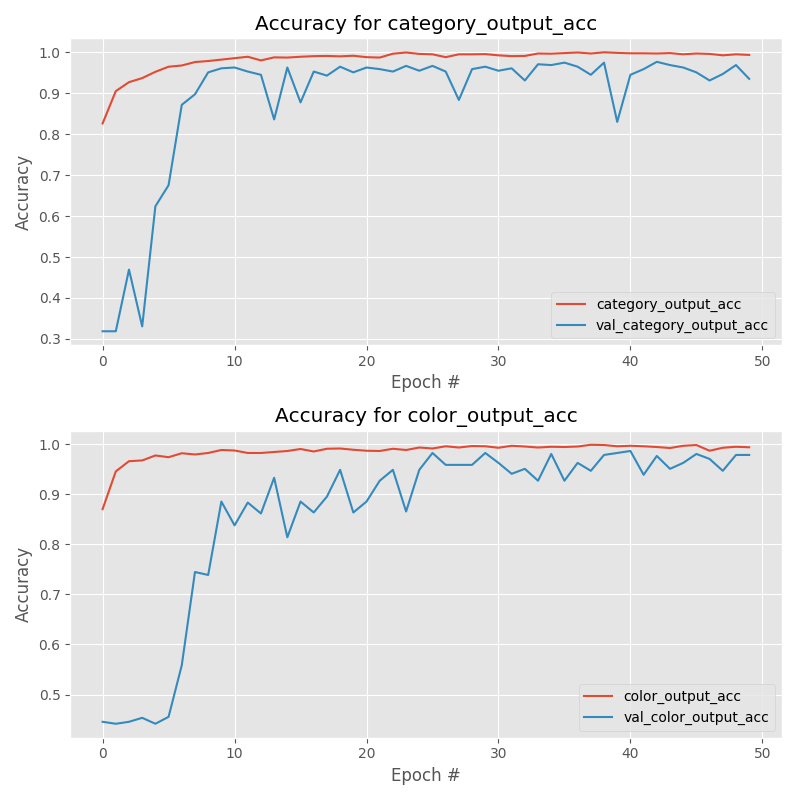 Accuracy for category_output_acc
1.0
0.9
0.8
0.7
0.6
0.5
0.4
0.3
Accuracy
category_output_acc
val_category_output_acc
0 10 20 30 40 50
Epoch #
Accuracy for color_output_acc
1.0
0.9
0.8
0.7
0.6
0.5
Accuracy
color_output_acc
val_color_output_acc
0 10 20 30 40 50
Epoch #